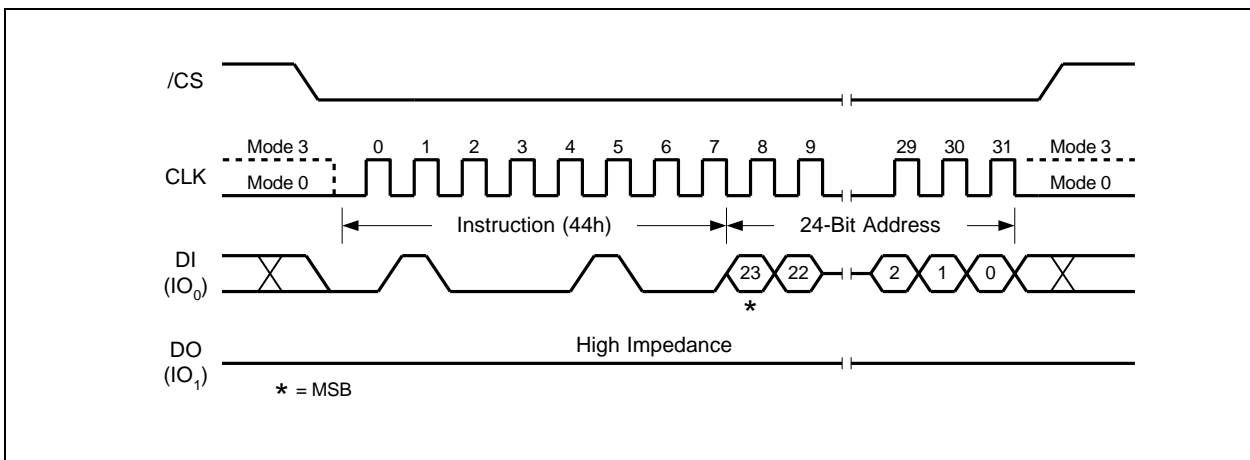 /CS
Mode 3 0 1 2 3 4 5 6 7 8 9 29 30 31 Mode 3
CLK
Mode 0 Mode 0
Instruction (44h) 24-Bit Address
DI
(IO₀)
23 22 2 1 0
*
DO
(IO₁)
High Impedance
* = MSB